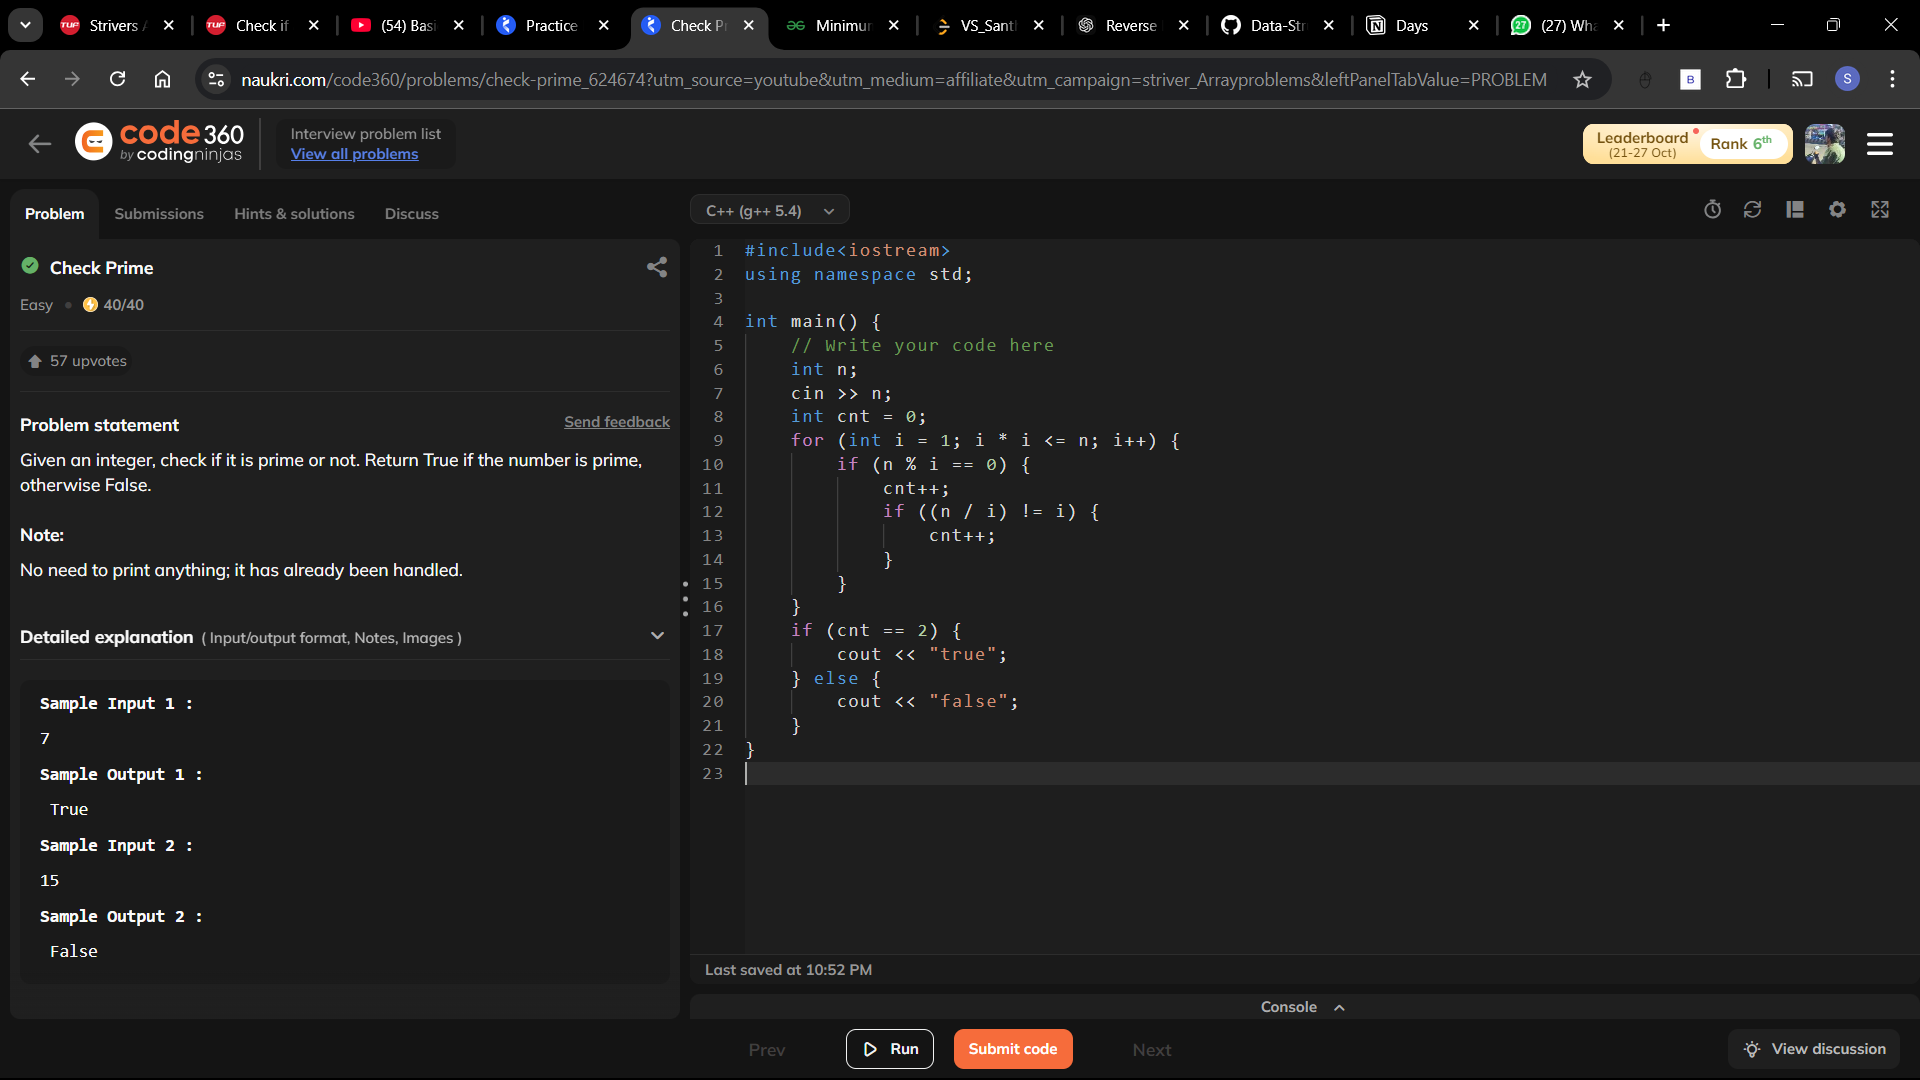 Strivers A
Check if
(54) Basi
Practice
Check Pr
Minimum
VS_Santl
Reverse
Data-Str
Days
(27) Wha
naukri.com/code360/problems/check-prime_624674?utm_source=youtube&utm_medium=affiliate&utm_campaign=striver_Arrayproblems&leftPanelTabValue=PROBLEM
B
S
code 360
by codingninjas
Interview problem list
View all problems
Leaderboard
(21-27 Oct)
Rank 6th
Problem
Submissions
Hints & solutions
Discuss
Check Prime
Easy
40/40
57 upvotes
Problem statement
Send feedback
Given an integer, check if it is prime or not. Return True if the number is prime,
otherwise False.
Note:
No need to print anything; it has already been handled.
Detailed explanation ( Input/output format, Notes, Images )
Sample Input 1 :
7
Sample Output 1 :
True
Sample Input 2 :
15
Sample Output 2 :
False
C++ (g++ 5.4)
1 #include<iostream>
2 using namespace std;
3
4 int main() {
5 // Write your code here
6 int n;
7 cin >> n;
8 int cnt = 0;
9 for (int i = 1; i * i <= n; i++) {
10 if (n % i == 0) {
11 cnt++;
12 if ((n / i) != i) {
13 cnt++;
14 }
15 }
16 }
17 if (cnt == 2) {
18 cout << "true";
19 } else {
20 cout << "false";
21 }
22 }
23
Last saved at 10:52 PM
Console
Prev
Run
Submit code
Next
View discussion